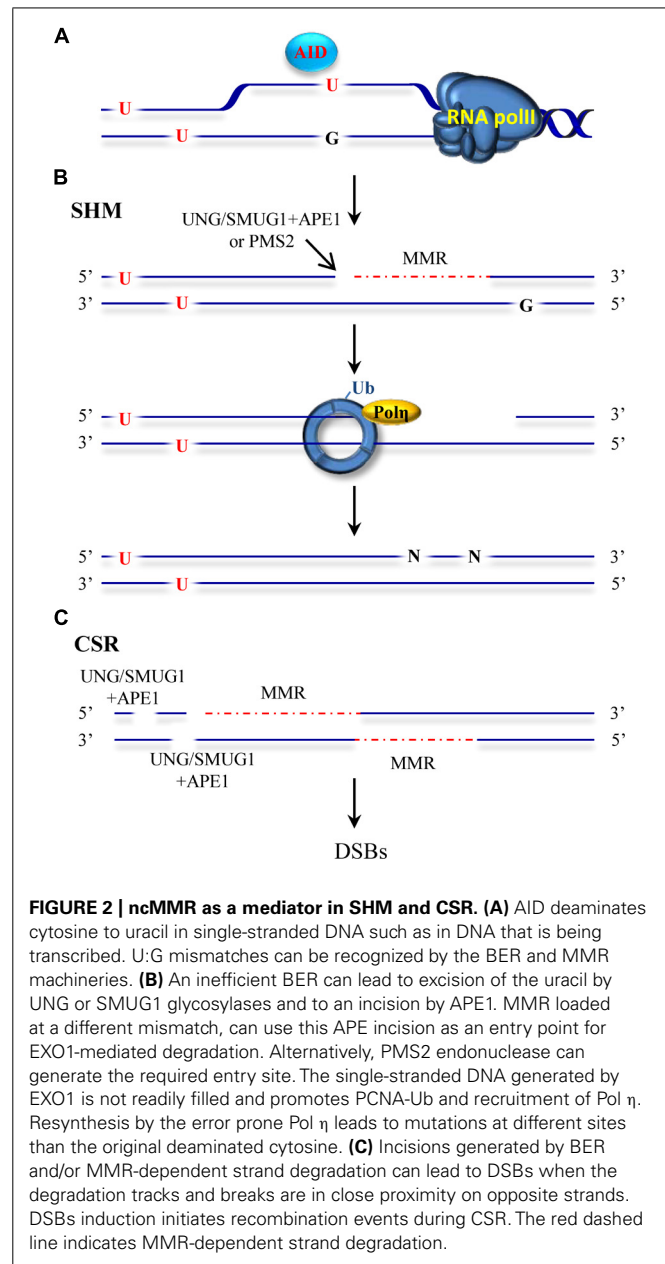 A
AID
U
U
RNA polII
U
G
B
SHM
UNG/SMUG1+APE1
or PMS2
MMR
5’ U 3’
3’ U G 5’
Ub
Polη
5’ U 3’
3’ U 5’
5’ U N N 3’
3’ U 5’
C
CSR
UNG/SMUG1
+APE1
MMR
5’ 3’
3’ 5’
UNG/SMUG1
+APE1
MMR
DSBs
FIGURE 2 | ncMMR as a mediator in SHM and CSR. (A) AID deaminates
cytosine to uracil in single-stranded DNA such as in DNA that is being
transcribed. U:G mismatches can be recognized by the BER and MMR
machineries. (B) An inefficient BER can lead to excision of the uracil by
UNG or SMUG1 glycosylases and to an incision by APE1. MMR loaded
at a different mismatch, can use this APE incision as an entry point for
EXO1-mediated degradation. Alternatively, PMS2 endonuclease can
generate the required entry site. The single-stranded DNA generated by
EXO1 is not readily filled and promotes PCNA-Ub and recruitment of Pol η.
Resynthesis by the error prone Pol η leads to mutations at different sites
than the original deaminated cytosine. (C) Incisions generated by BER
and/or MMR-dependent strand degradation can lead to DSBs when the
degradation tracks and breaks are in close proximity on opposite strands.
DSBs induction initiates recombination events during CSR. The red dashed
line indicates MMR-dependent strand degradation.